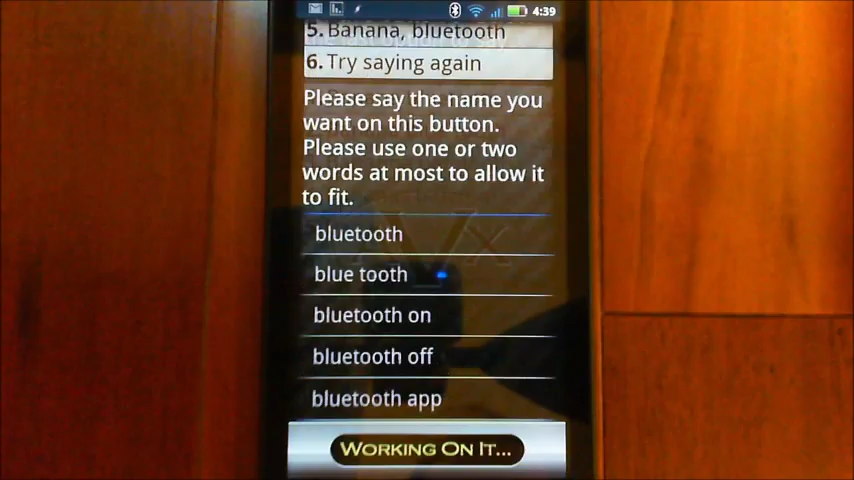 4:39
5. Banana, bluetooth
6. Try saying again
Please say the name you
want on this button.
Please use one or two
words at most to allow it
to fit.
bluetooth
blue tooth
bluetooth on
bluetooth off
bluetooth app
WORKING ON IT...